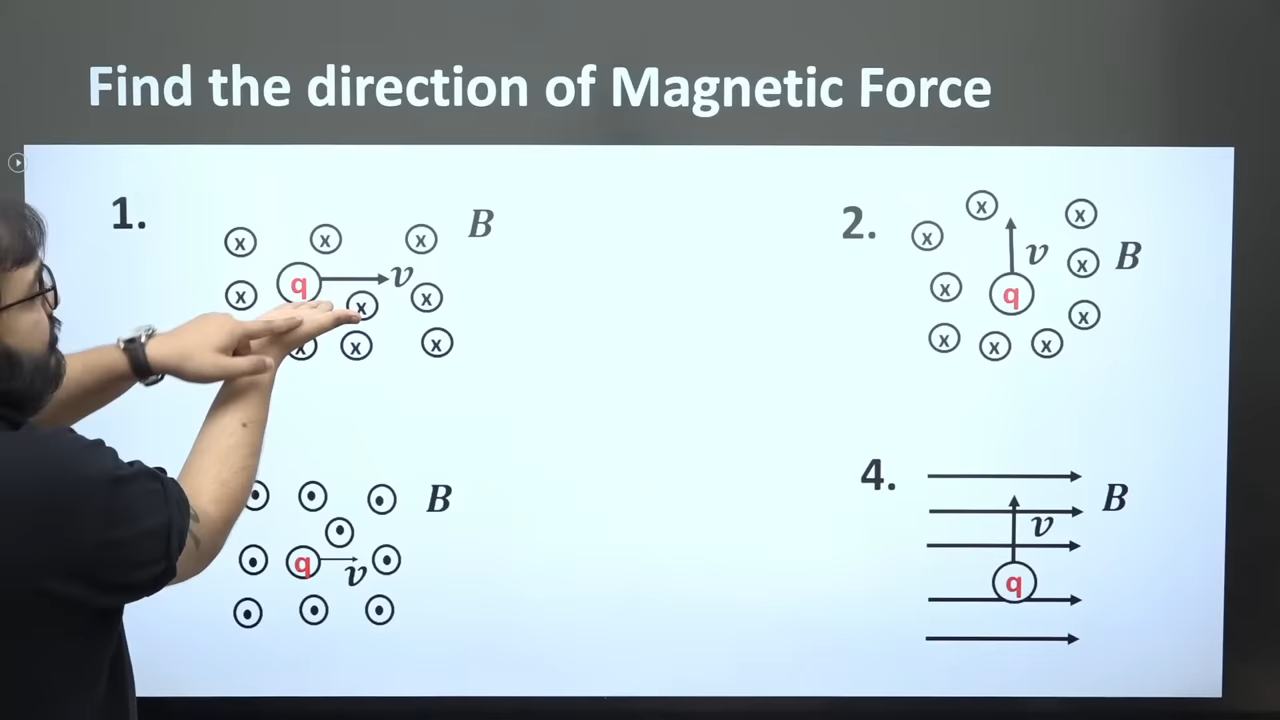 Find the direction of Magnetic Force
1.
B
x x x
q v
x x x
x x x
2.
x x x
v x B
x q x
x x x
B
q v
4.
B
v
q